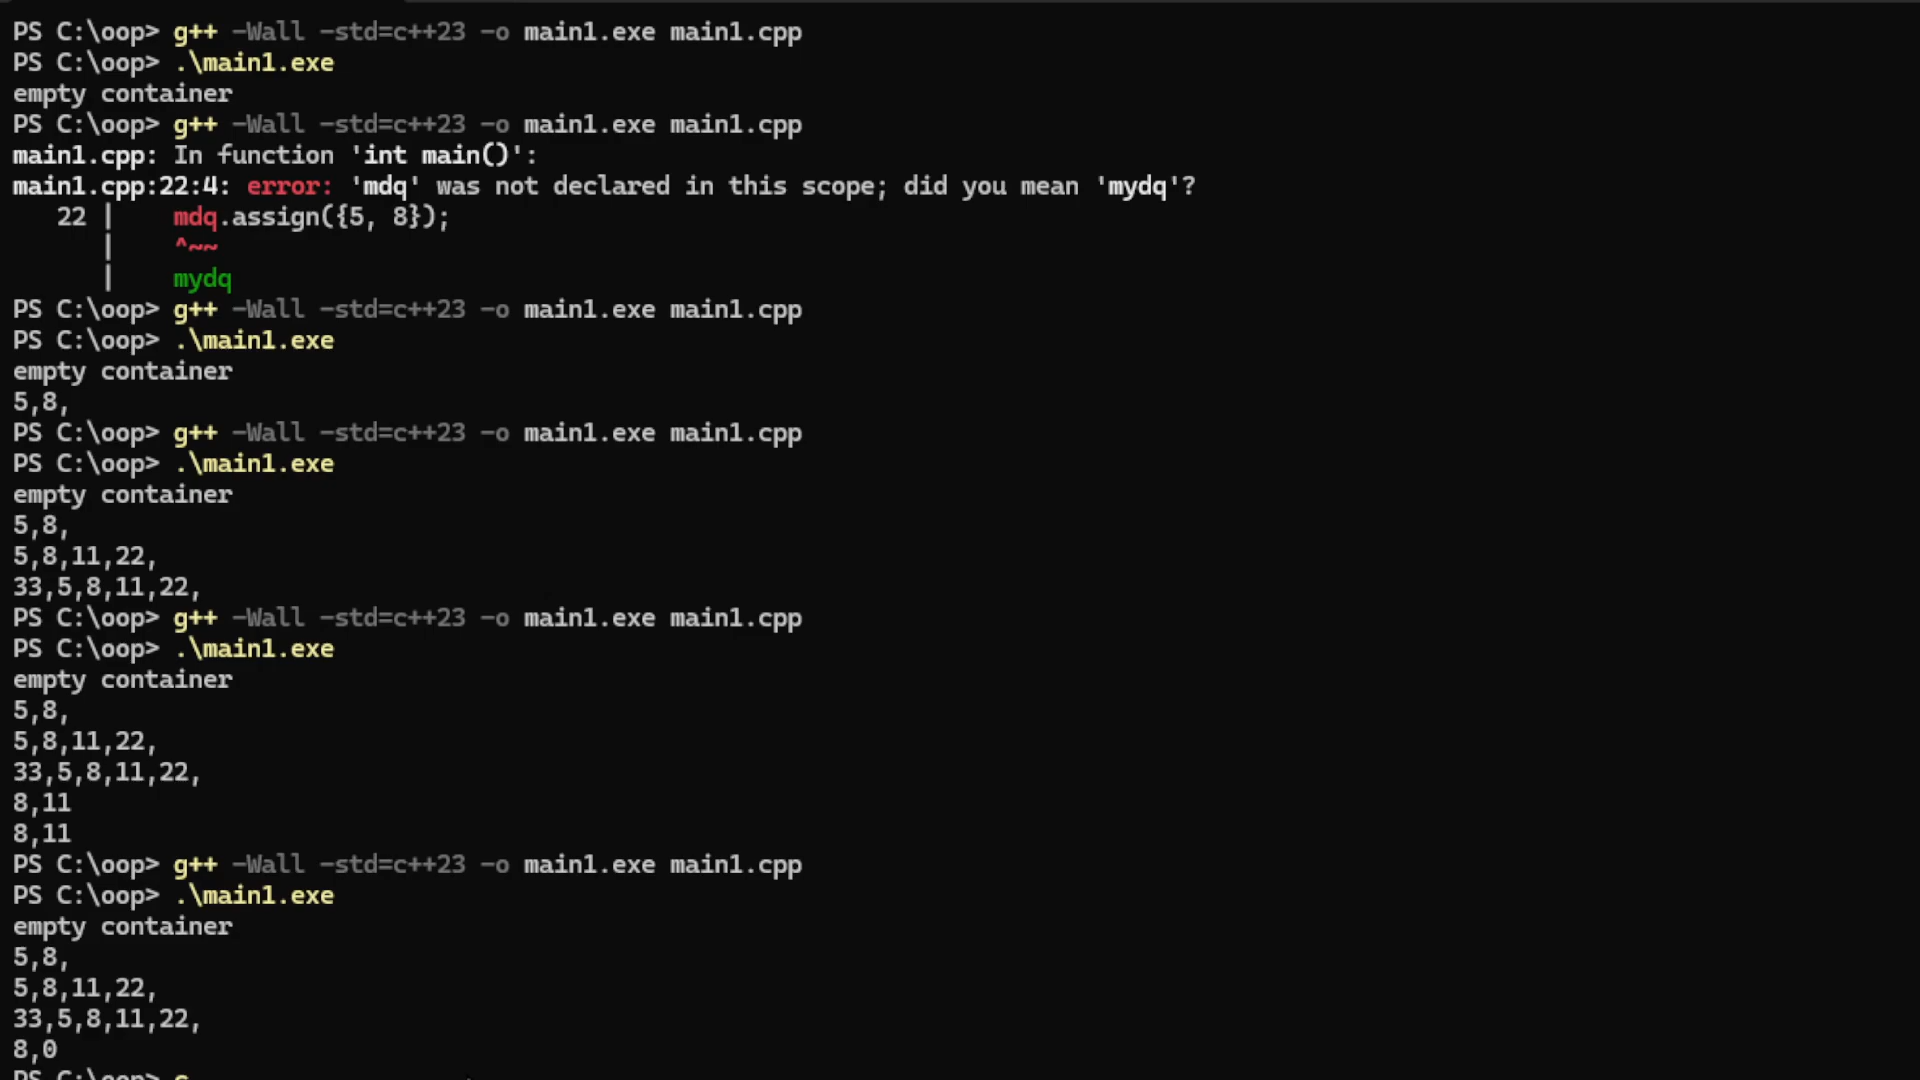 PS C:\oop> g++ -Wall -std=c++23 -o main1.exe main1.cpp
PS C:\oop> .\main1.exe
empty container
PS C:\oop> g++ -Wall -std=c++23 -o main1.exe main1.cpp
main1.cpp: In function 'int main()':
main1.cpp:22:4: error: 'mdq' was not declared in this scope; did you mean 'mydq'?
   22 |    mdq.assign({5, 8});
      |    ^~~
      |    mydq
PS C:\oop> g++ -Wall -std=c++23 -o main1.exe main1.cpp
PS C:\oop> .\main1.exe
empty container
5,8,
PS C:\oop> g++ -Wall -std=c++23 -o main1.exe main1.cpp
PS C:\oop> .\main1.exe
empty container
5,8,
5,8,11,22,
33,5,8,11,22,
PS C:\oop> g++ -Wall -std=c++23 -o main1.exe main1.cpp
PS C:\oop> .\main1.exe
empty container
5,8,
5,8,11,22,
33,5,8,11,22,
8,11
8,11
PS C:\oop> g++ -Wall -std=c++23 -o main1.exe main1.cpp
PS C:\oop> .\main1.exe
empty container
5,8,
5,8,11,22,
33,5,8,11,22,
8,0
PS C:\oop>